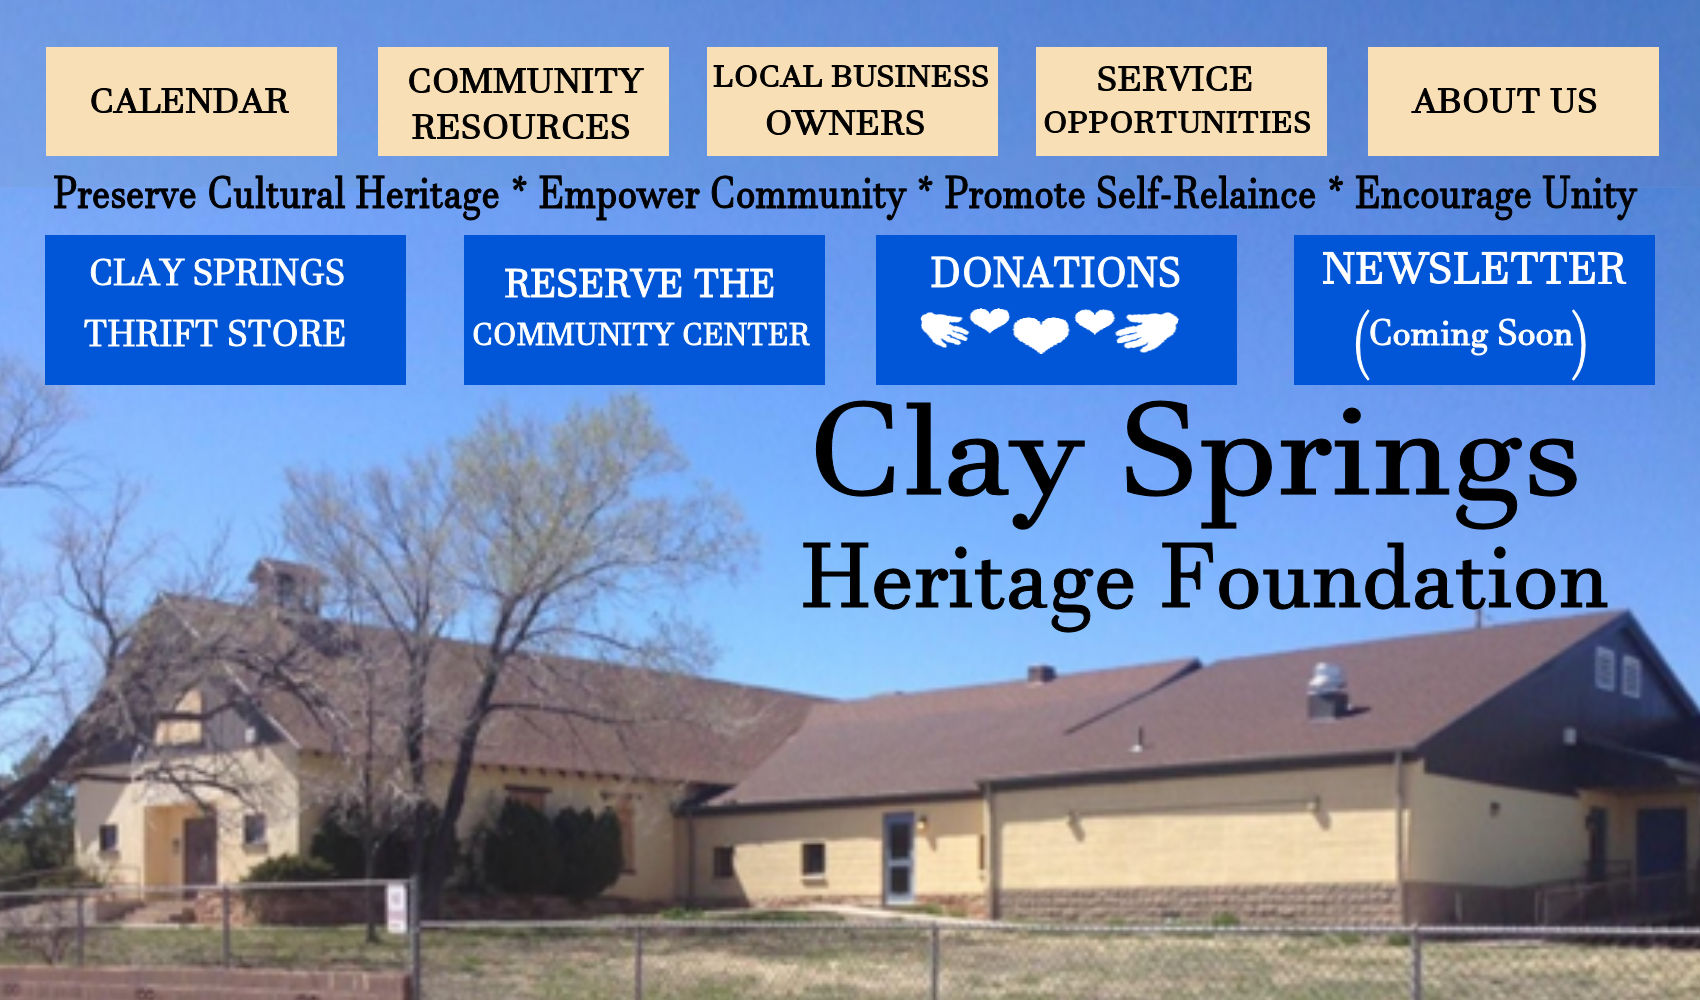 CALENDAR
COMMUNITY
RESOURCES
LOCAL BUSINESS
OWNERS
SERVICE
OPPORTUNITIES
ABOUT US
Preserve Cultural Heritage * Empower Community * Promote Self-Relaince * Encourage Unity
CLAY SPRINGS
THRIFT STORE
RESERVE THE
COMMUNITY CENTER
DONATIONS
NEWSLETTER
(Coming Soon)
Clay Springs
Heritage Foundation